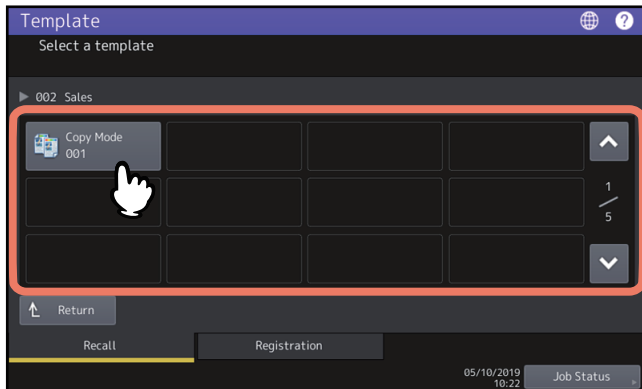 Template
?
Select a template
002 Sales
Copy Mode
001
1
5
Return
Recall
Registration
05/10/2019
10:22
Job Status